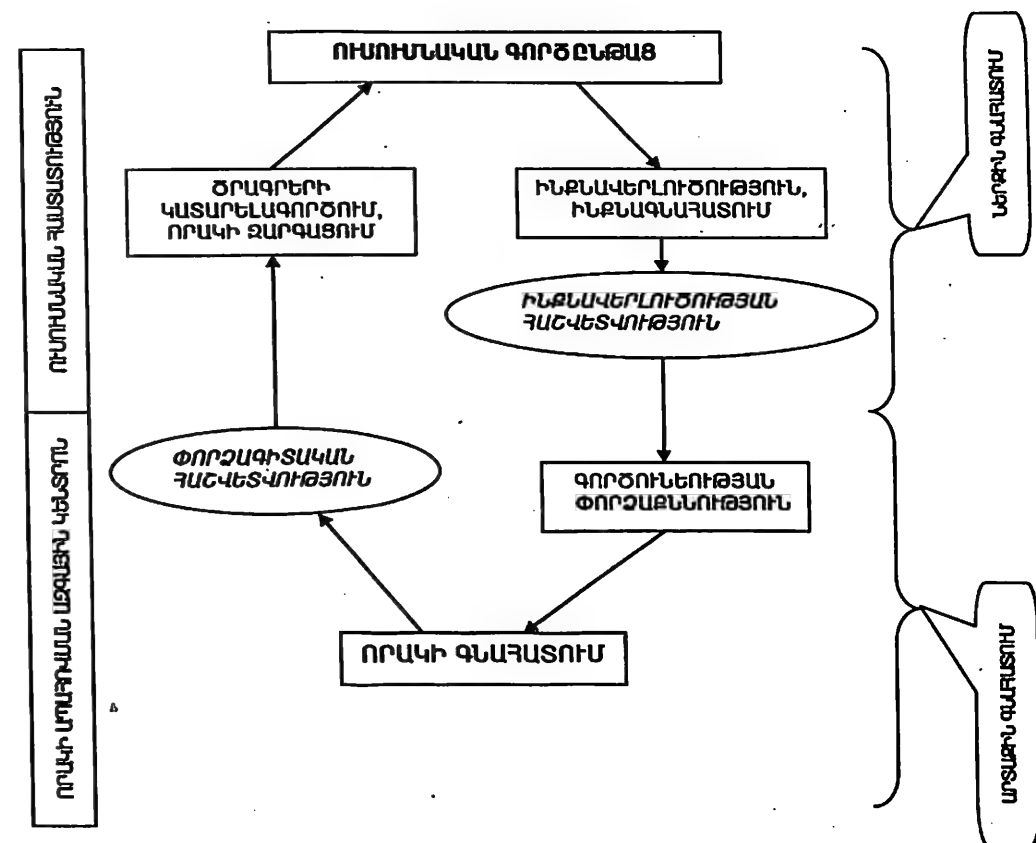 ՈՒՍՈՒՄՆԱԿԱՆ ԳՈՐԾԸՆԹԱՑ
ՈՒՍՈՒՄՆԱԿԱՆ ՀԱՍՏԱՏՈՒԹՅՈՒՆ
ՆԵՐՔԻՆ ԳՆԱՀԱՏՈՒՄ
ԾՐԱԳՐԵՐԻ
ԿԱՏԱՐԵԼԱԳՈՐԾՈՒՄ,
ՈՐԱԿԻ ԶԱՐԳԱՑՈՒՄ
ԻՆՔՆԱՎԵՐԼՈՒԾՈՒԹՅՈՒՆ,
ԻՆՔՆԱԳՆԱՀԱՏՈՒՄ
ԻՆՔՆԱՎԵՐԼՈՒԾՈՒԹՅԱՆ
ՀԱՇՎԵՏՎՈՒԹՅՈՒՆ
ՓՈՐՁԱԳԻՏԱԿԱՆ
ՀԱՇՎԵՏՎՈՒԹՅՈՒՆ
ԳՈՐԾՈՒՆԵՈՒԹՅԱՆ
ՓՈՐՁԱՔՆՆՈՒԹՅՈՒՆ
ՈՐԱԿԻ ԱՊԱՀՈՎՄԱՆ ԱԶԳԱՅԻՆ ԿԵՆՏՐՈՆ
ՈՐԱԿԻ ԳՆԱՀԱՏՈՒՄ
ԱՐՏԱՔԻՆ ԳՆԱՀԱՏՈՒՄ